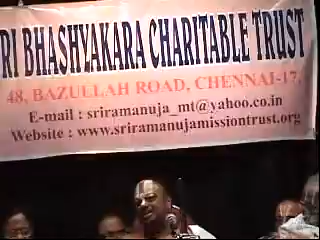 RI BHASHYAKARA CHARITABLE TRUST
48, BAZULLAH ROAD, CHENNAI-17,
E-mail : sriramanuja_mt@yahoo.co.in
Website : www.sriramanujamissiontrust.org